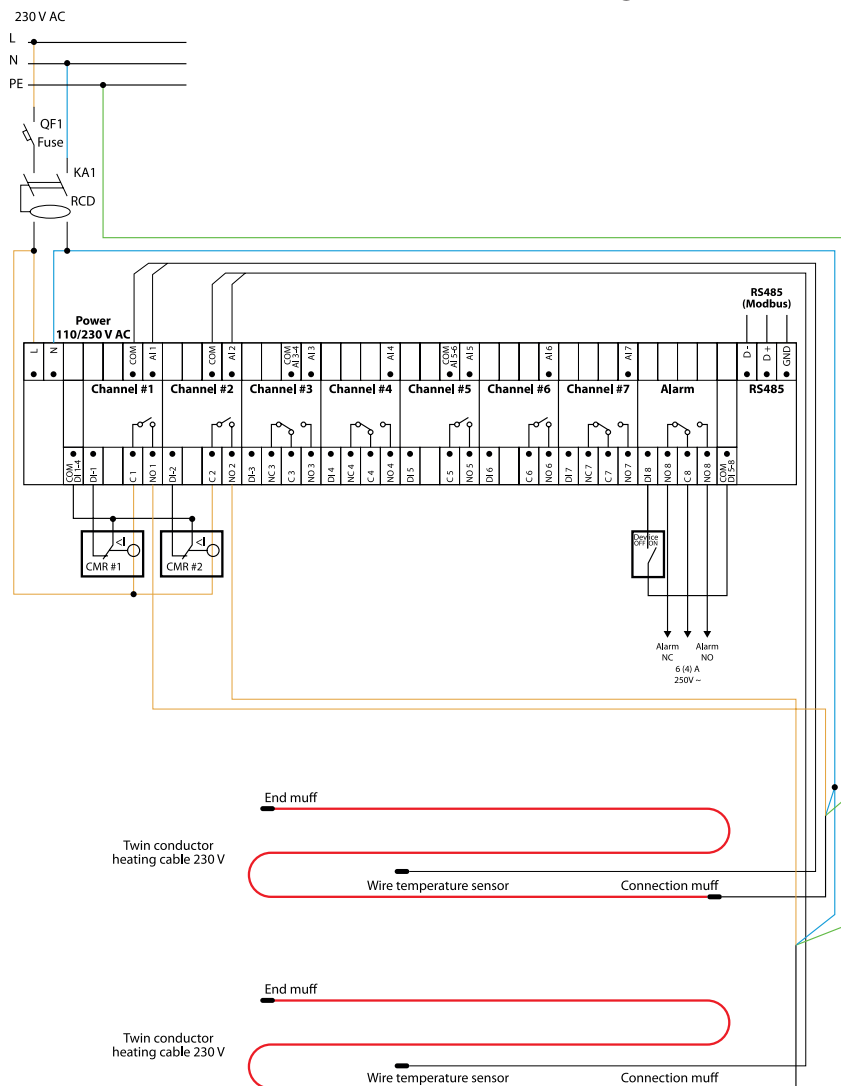 230 V AC
L
N
PE
QF1
Fuse
KA1
RCD
Power
110/230 V AC
RS485
(Modbus)
L
N
COM
AI 1
COM
AI 2
COM
AI 3-4
AI 3
AI 4
COM
AI 5-6
AI 5
AI 6
AI 7
D -
D +
GND
Channel #1
Channel #2
Channel #3
Channel #4
Channel #5
Channel #6
Channel #7
Alarm
RS485
COM
DI 1-4
DI-1
C 1
NO 1
DI-2
C 2
NO 2
DI-3
NC 3
C 3
NO 3
DI 4
NC 4
C 4
NO 4
DI 5
C 5
NO 5
DI 6
C 6
NO 6
DI 7
NC 7
C 7
NO 7
DI 8
NO 8
C 8
NO 8
COM
DI 5-8
<I
CMR #1
<I
CMR #2
Device
OFF ON
Alarm
NC
Alarm
NO
6 (4) A
250V ~
End muff
Twin conductor
heating cable 230 V
Wire temperature sensor
Connection muff
End muff
Twin conductor
heating cable 230 V
Wire temperature sensor
Connection muff